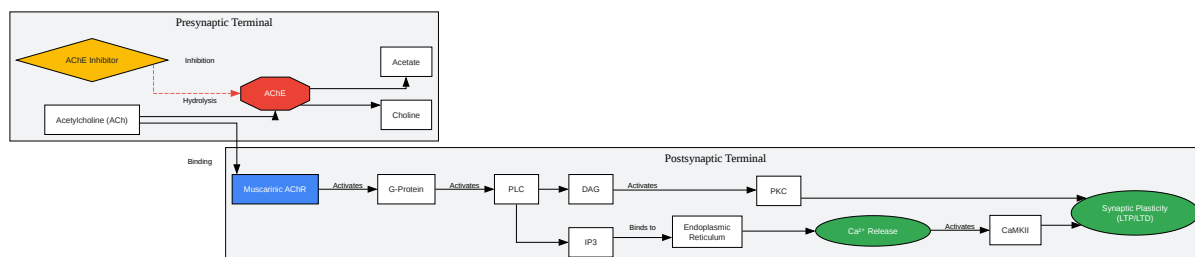 Presynaptic Terminal
AChE Inhibitor
Inhibition
Acetate
AChE
Hydrolysis
Acetylcholine (ACh)
Choline
Binding
Postsynaptic Terminal
Muscarinic AChR
Activates
G-Protein
Activates
PLC
DAG
Activates
PKC
Synaptic Plasticity
(LTP/LTD)
IP3
Binds to
Endoplasmic
Reticulum
Ca²⁺ Release
Activates
CaMKII